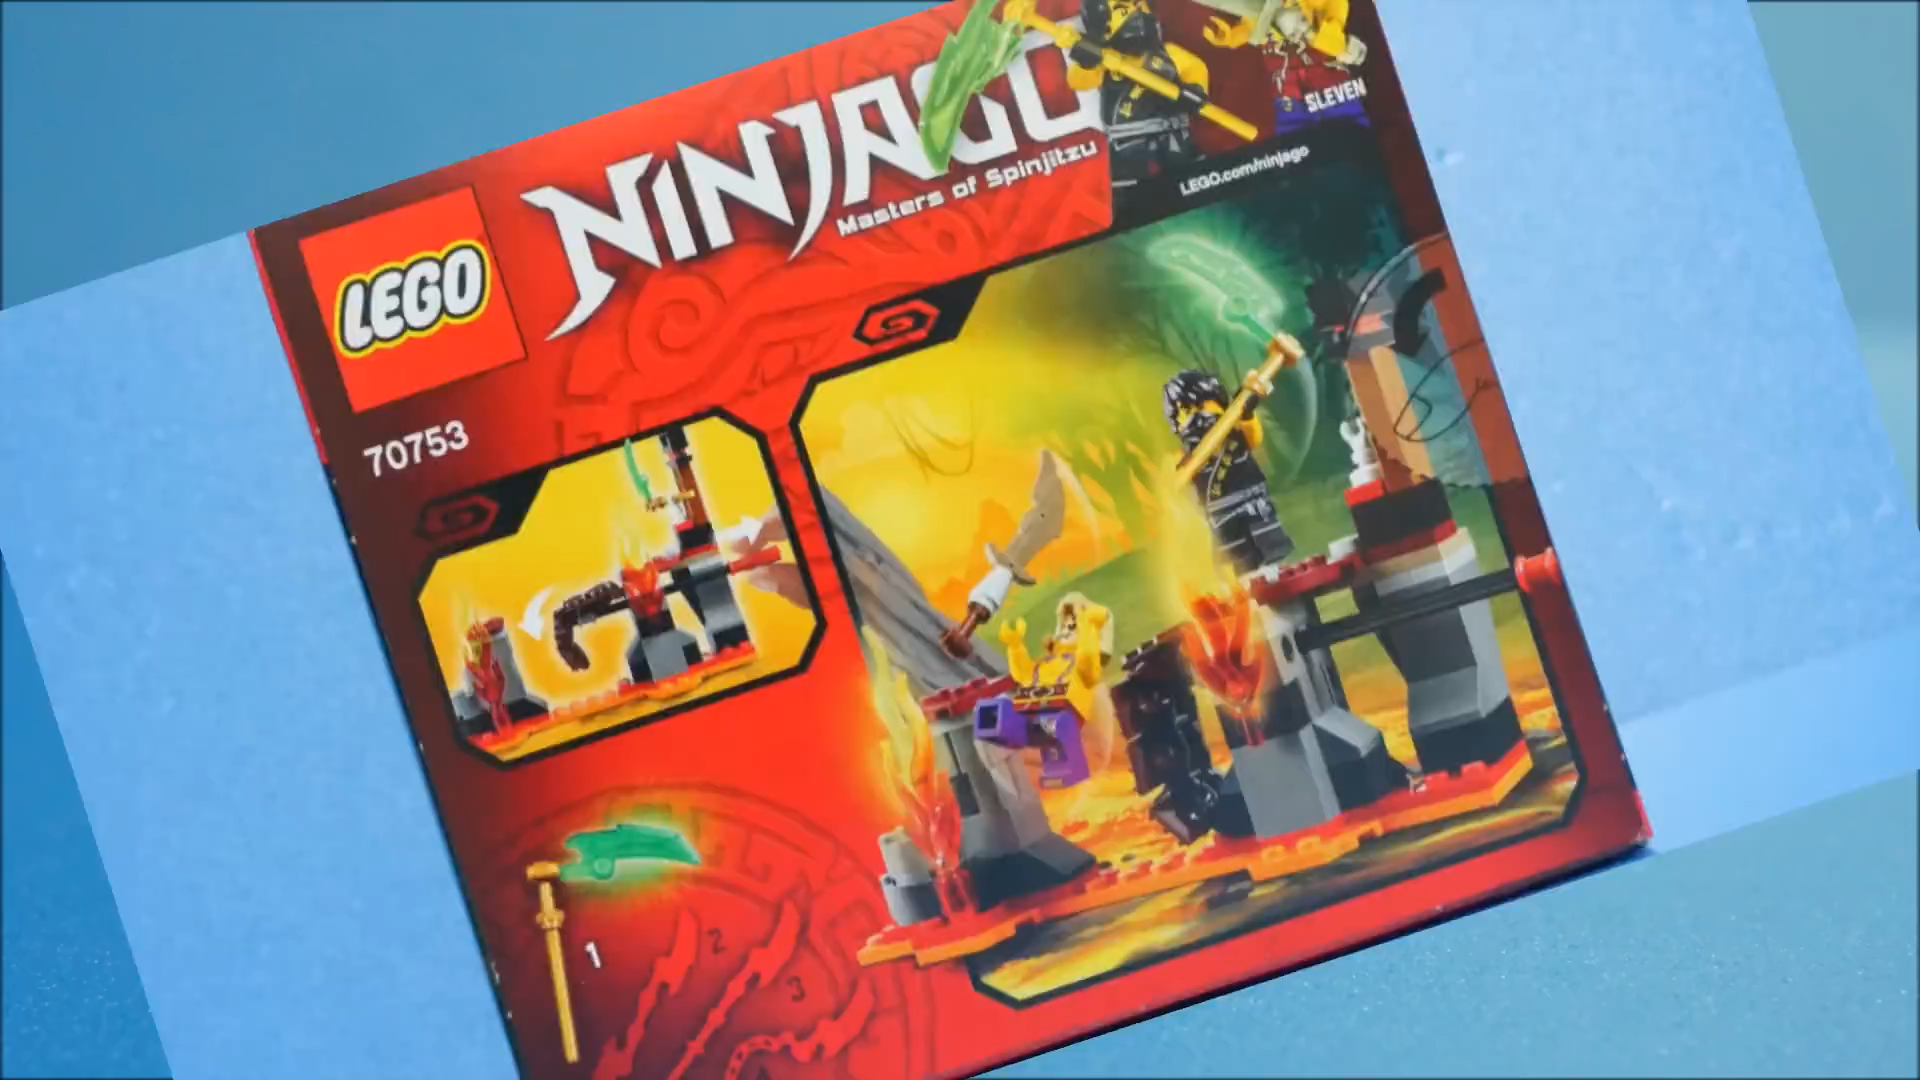 LEGO
NINJAGO
Masters of Spinjitzu
SLEVEN
LEGO.com/ninjago
70753
1
2
3